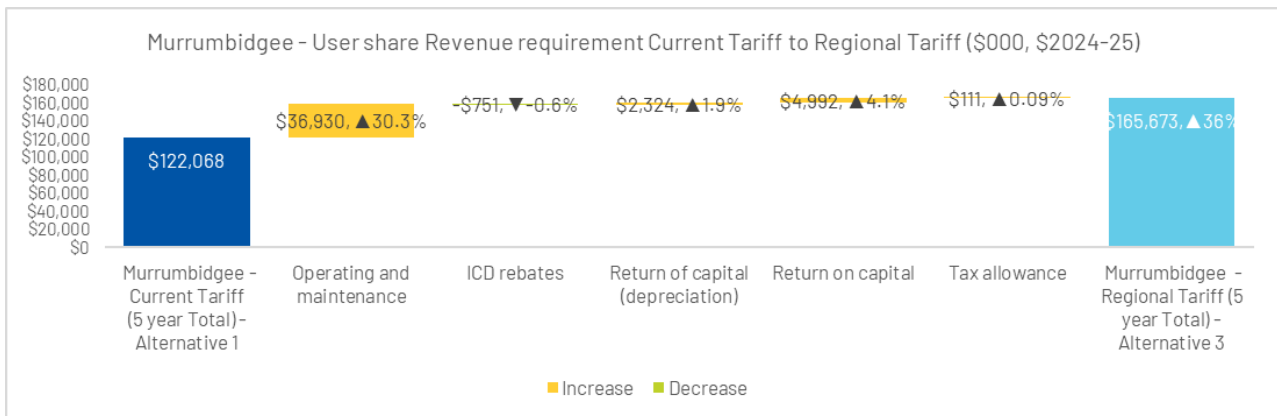 Murrumbidgee - User share Revenue requirement Current Tariff to Regional Tariff ($000, $2024-25)
$180,000
$160,000
$140,000
$120,000
$100,000
$80,000
$60,000
$40,000
$20,000
$0
$122,068
$36,930, ▲30.3%
-$751, ▼-0.6%
$2,324, ▲1.9%
$4,992, ▲4.1%
$111, ▲0.09%
$165,673, ▲36%
Murrumbidgee -
Current Tariff
(5 year Total) -
Alternative 1
Operating and
maintenance
ICD rebates
Return of capital
(depreciation)
Return on capital
Tax allowance
Murrumbidgee -
Regional Tariff (5
year Total) -
Alternative 3
Increase
Decrease